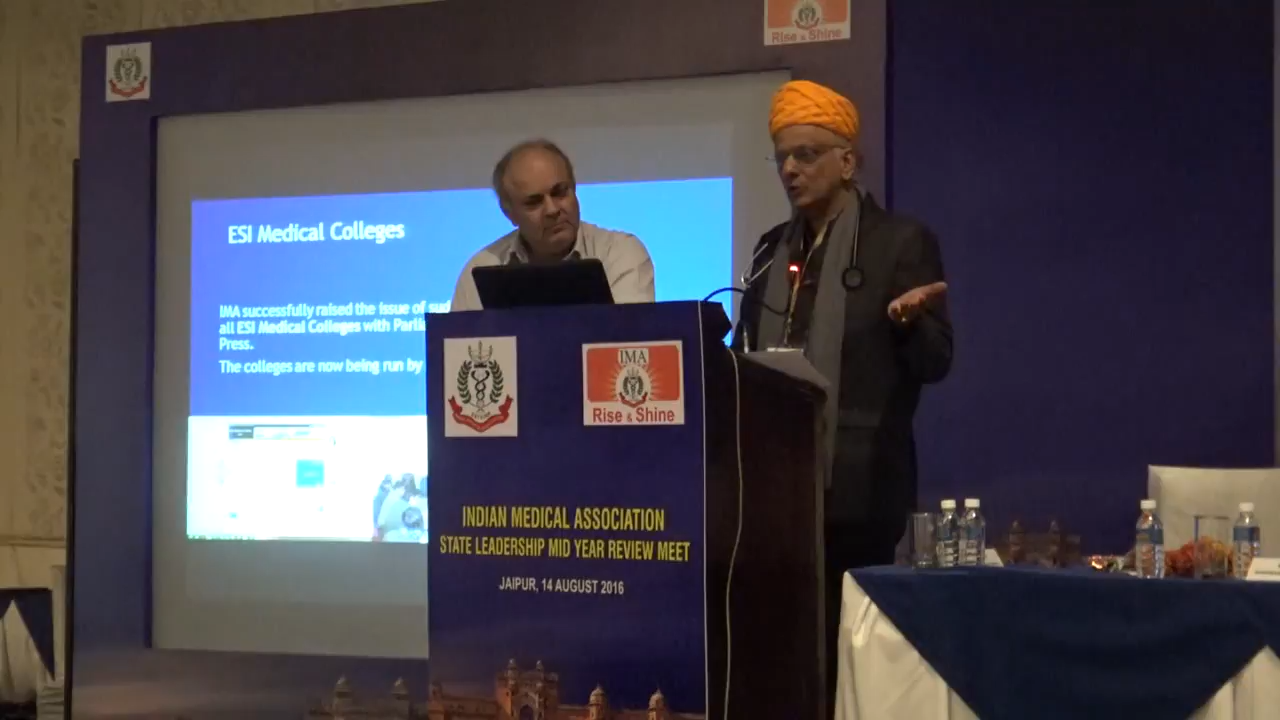 Rise & Shine
ESI Medical Colleges
IMA successfully raised the issue of
all ESI Medical Colleges with
Press.
The colleges are now being run by
IMA
Rise & Shine
INDIAN MEDICAL ASSOCIATION
STATE LEADERSHIP MID YEAR REVIEW MEET
JAIPUR, 14 AUGUST 2016